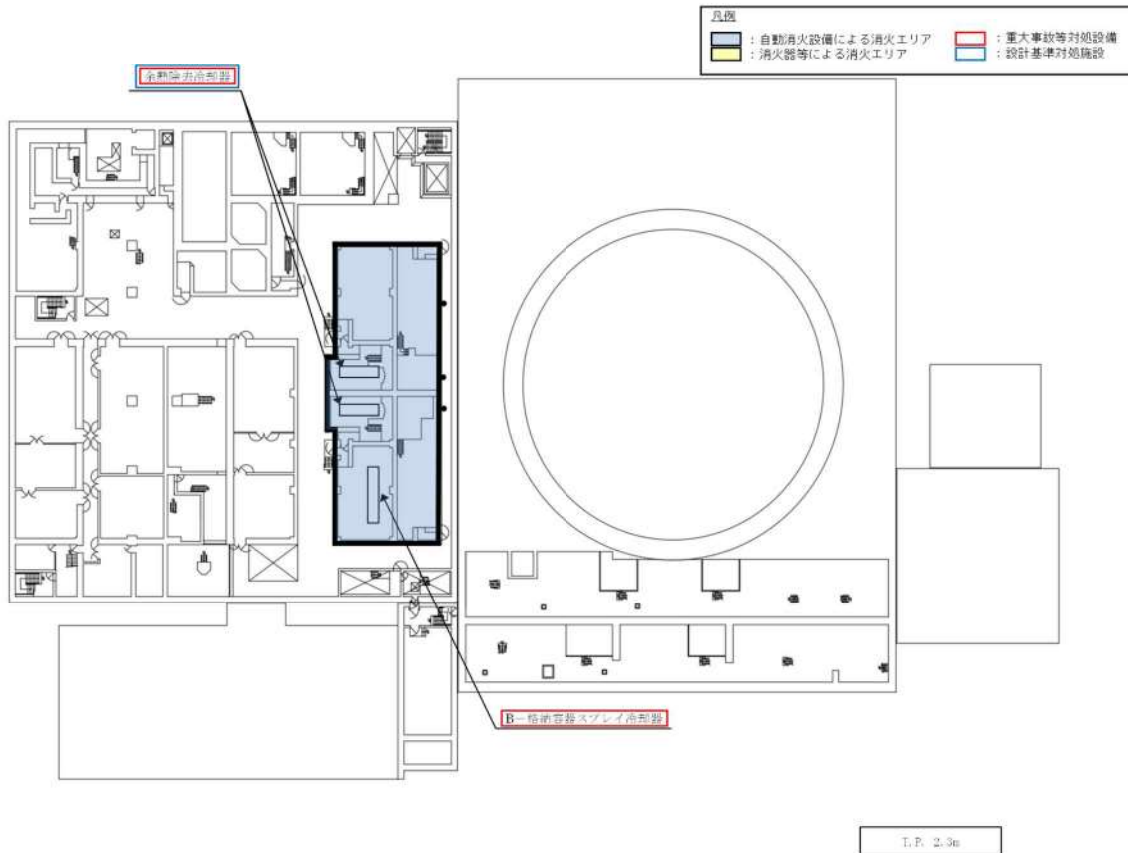 凡例
：自動消火設備による消火エリア
：消火器等による消火エリア
：重大事故等対処設備
：設計基準対処施設
余熱除去冷却器
B－格納容器スプレイ冷却器
T.P. 2.3m